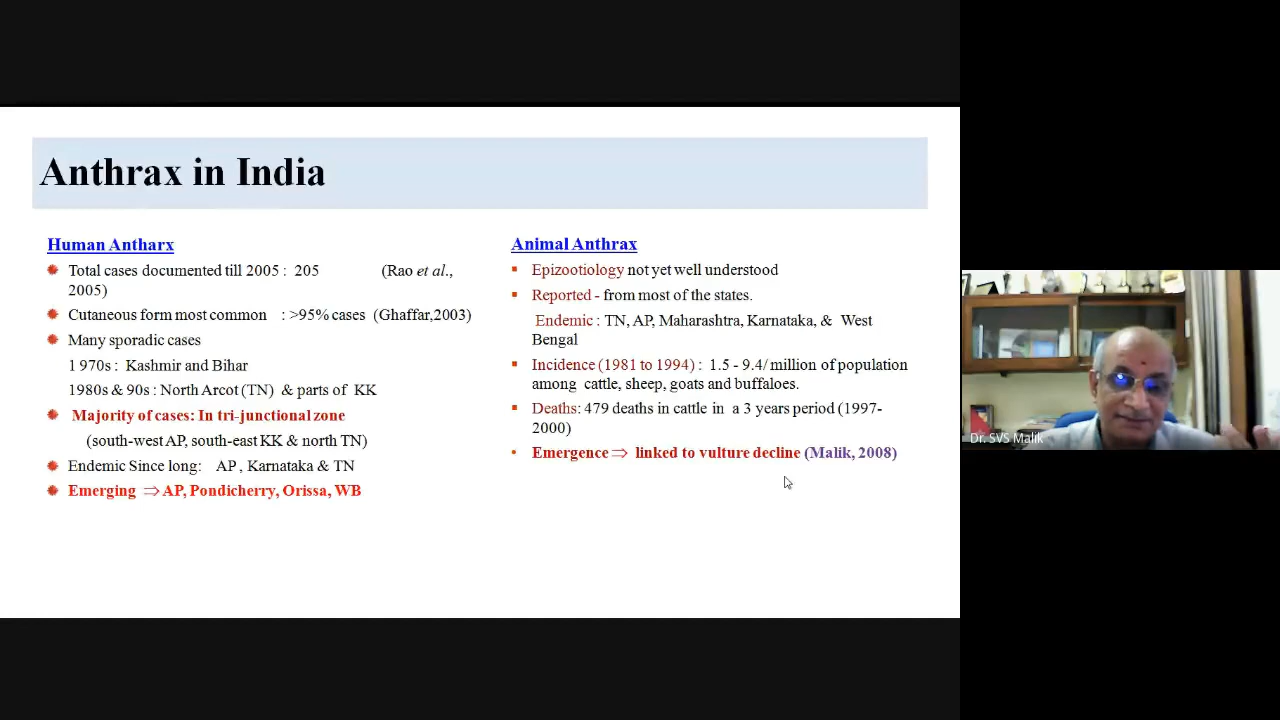 Anthrax in India
Human Antharx
Total cases documented till 2005 : 205 (Rao et al.,
2005)
Cutaneous form most common : >95% cases (Ghaffar,2003)
Many sporadic cases
1 970s : Kashmir and Bihar
1980s & 90s : North Arcot (TN) & parts of KK
Majority of cases: In tri-junctional zone
(south-west AP, south-east KK & north TN)
Endemic Since long: AP , Karnataka & TN
Emerging ⇒ AP, Pondicherry, Orissa, WB
Animal Anthrax
Epizootiology not yet well understood
Reported - from most of the states.
Endemic : TN, AP, Maharashtra, Karnataka, & West
Bengal
Incidence (1981 to 1994) : 1.5 - 9.4/ million of population
among cattle, sheep, goats and buffaloes.
Deaths: 479 deaths in cattle in a 3 years period (1997-
2000)
Emergence ⇒ linked to vulture decline (Malik, 2008)
Dr. SVS Malik